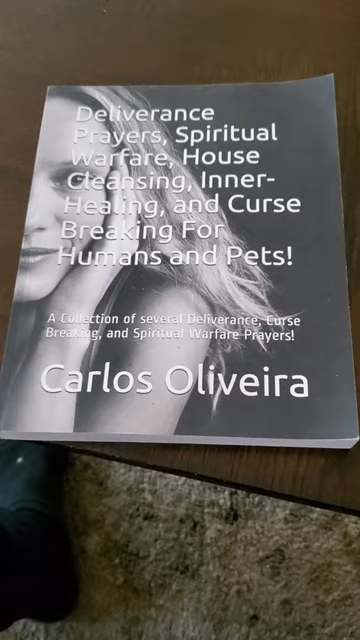 Deliverance
Prayers, Spiritual
Warfare, House
Cleansing, Inner-
Healing, and Curse
Breaking For
Humans and Pets!
A Collection of several Deliverance, Curse
Breaking, and Spiritual Warfare Prayers!
Carlos Oliveira